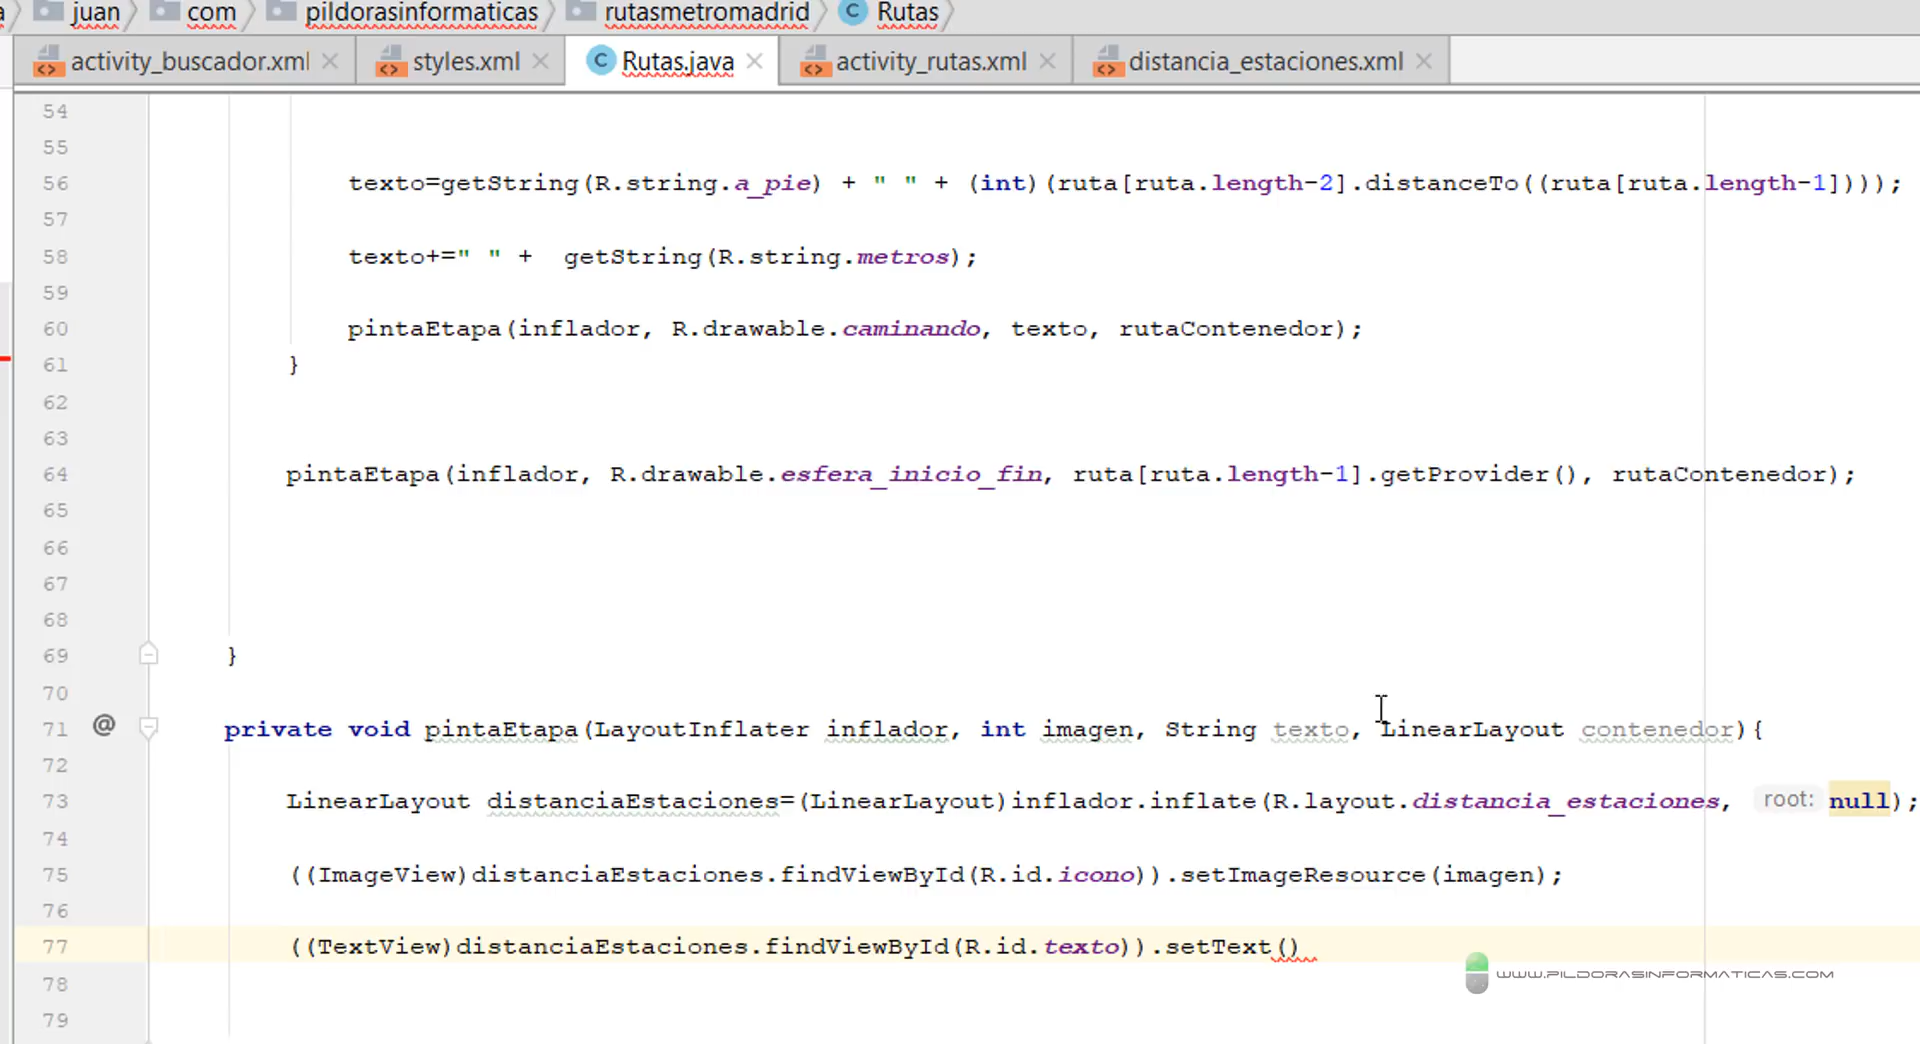 juan com pildorasinformaticas rutasmetromadrid C Rutas
activity_buscador.xml styles.xml C Rutas.java activity_rutas.xml distancia_estaciones.xml
54
55
56 texto=getString(R.string.a_pie) + " " + (int)(ruta[ruta.length-2].distanceTo((ruta[ruta.length-1])));
57
58 texto+=" " + getString(R.string.metros);
59
60 pintaEtapa(inflador, R.drawable.caminando, texto, rutaContenedor);
61 }
62
63
64 pintaEtapa(inflador, R.drawable.esfera_inicio_fin, ruta[ruta.length-1].getProvider(), rutaContenedor);
65
66
67
68
69 }
70
71 @ private void pintaEtapa(LayoutInflater inflador, int imagen, String texto, LinearLayout contenedor){
72
73 LinearLayout distanciaEstaciones=(LinearLayout)inflador.inflate(R.layout.distancia_estaciones, root: null);
74
75 ((ImageView)distanciaEstaciones.findViewById(R.id.icono)).setImageResource(imagen);
76
77 ((TextView)distanciaEstaciones.findViewById(R.id.texto)).setText()
WWW.PILDORASINFORMATICAS.COM
78
79